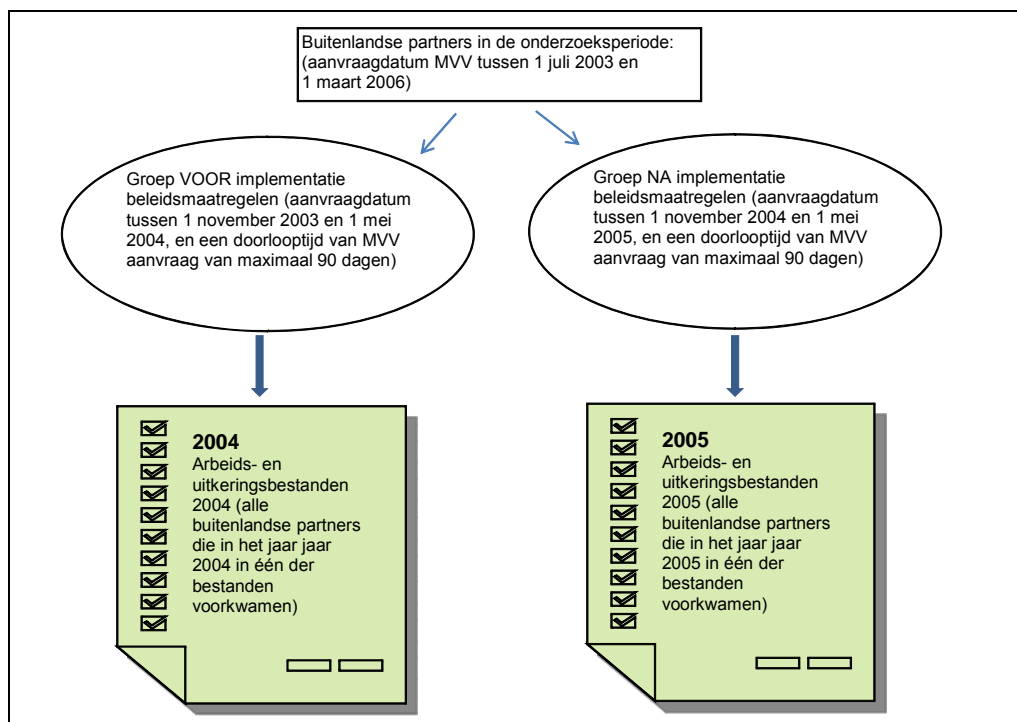 Buitenlandse partners in de onderzoeksperiode:
(aanvraagdatum MVV tussen 1 juli 2003 en
1 maart 2006)
Groep VOOR implementatie
beleidsmaatregelen (aanvraagdatum
tussen 1 november 2003 en 1 mei
2004, en een doorlooptijd van MVV
aanvraag van maximaal 90 dagen)
Groep NA implementatie
beleidsmaatregelen (aanvraagdatum
tussen 1 november 2004 en 1 mei
2005, en een doorlooptijd van MVV
aanvraag van maximaal 90 dagen)
2004
Arbeids- en
uitkeringsbestanden
2004 (alle
buitenlandse partners
die in het jaar jaar
2004 in één der
bestanden
voorkwamen)
2005
Arbeids- en
uitkeringsbestanden
2005 (alle
buitenlandse partners
die in het jaar jaar
2005 in één der
bestanden
voorkwamen)